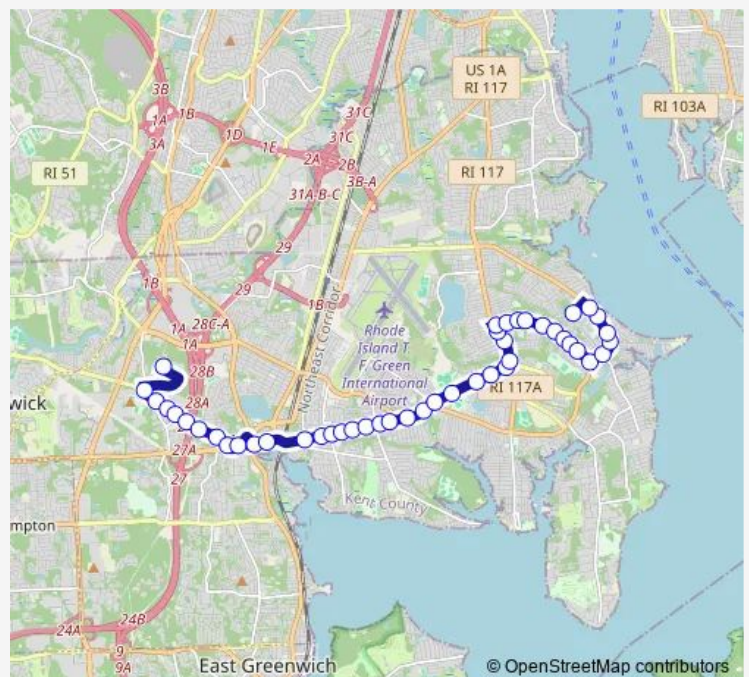 3B
1A
1B
3A
1D
1E
31C
31C
2A
2B
3B-A
31A-B-C
US 1A
RI 117
RI 103A
RI 51
RI 117
29
29
1B
1B
28C-A
1A
1A
28B
28A
Northeast Corridor
Rhode
Island T.
F. Green
International
Airport
RI 117A
wick
27A
27
Kent County
mpton
24B
24A
9
9A
East Greenwich
© OpenStreetMap contributors